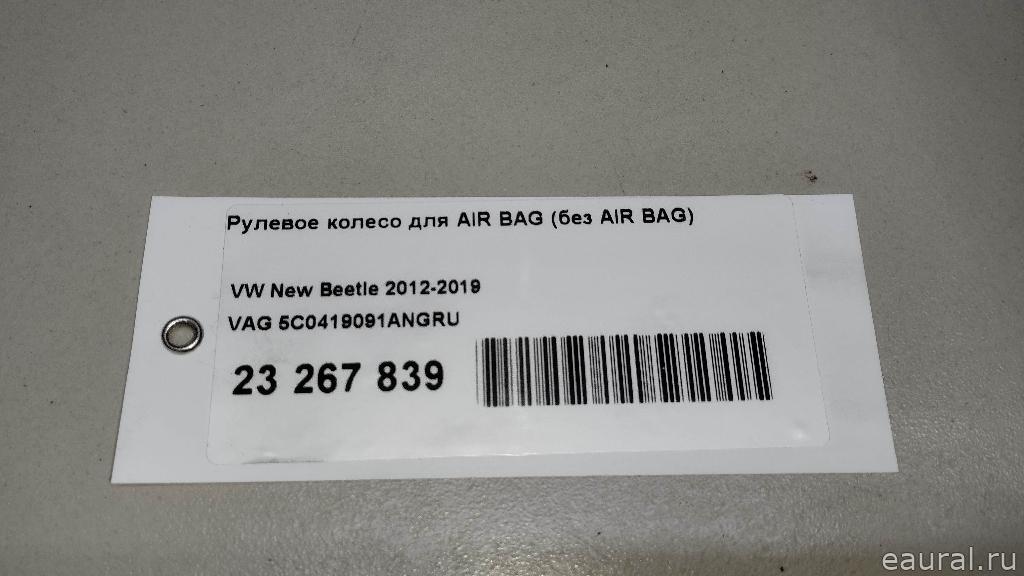 Рулевое колесо для AIR BAG (без AIR BAG)
VW New Beetle 2012-2019
VAG 5C0419091ANGRU
23 267 839
eaural.ru